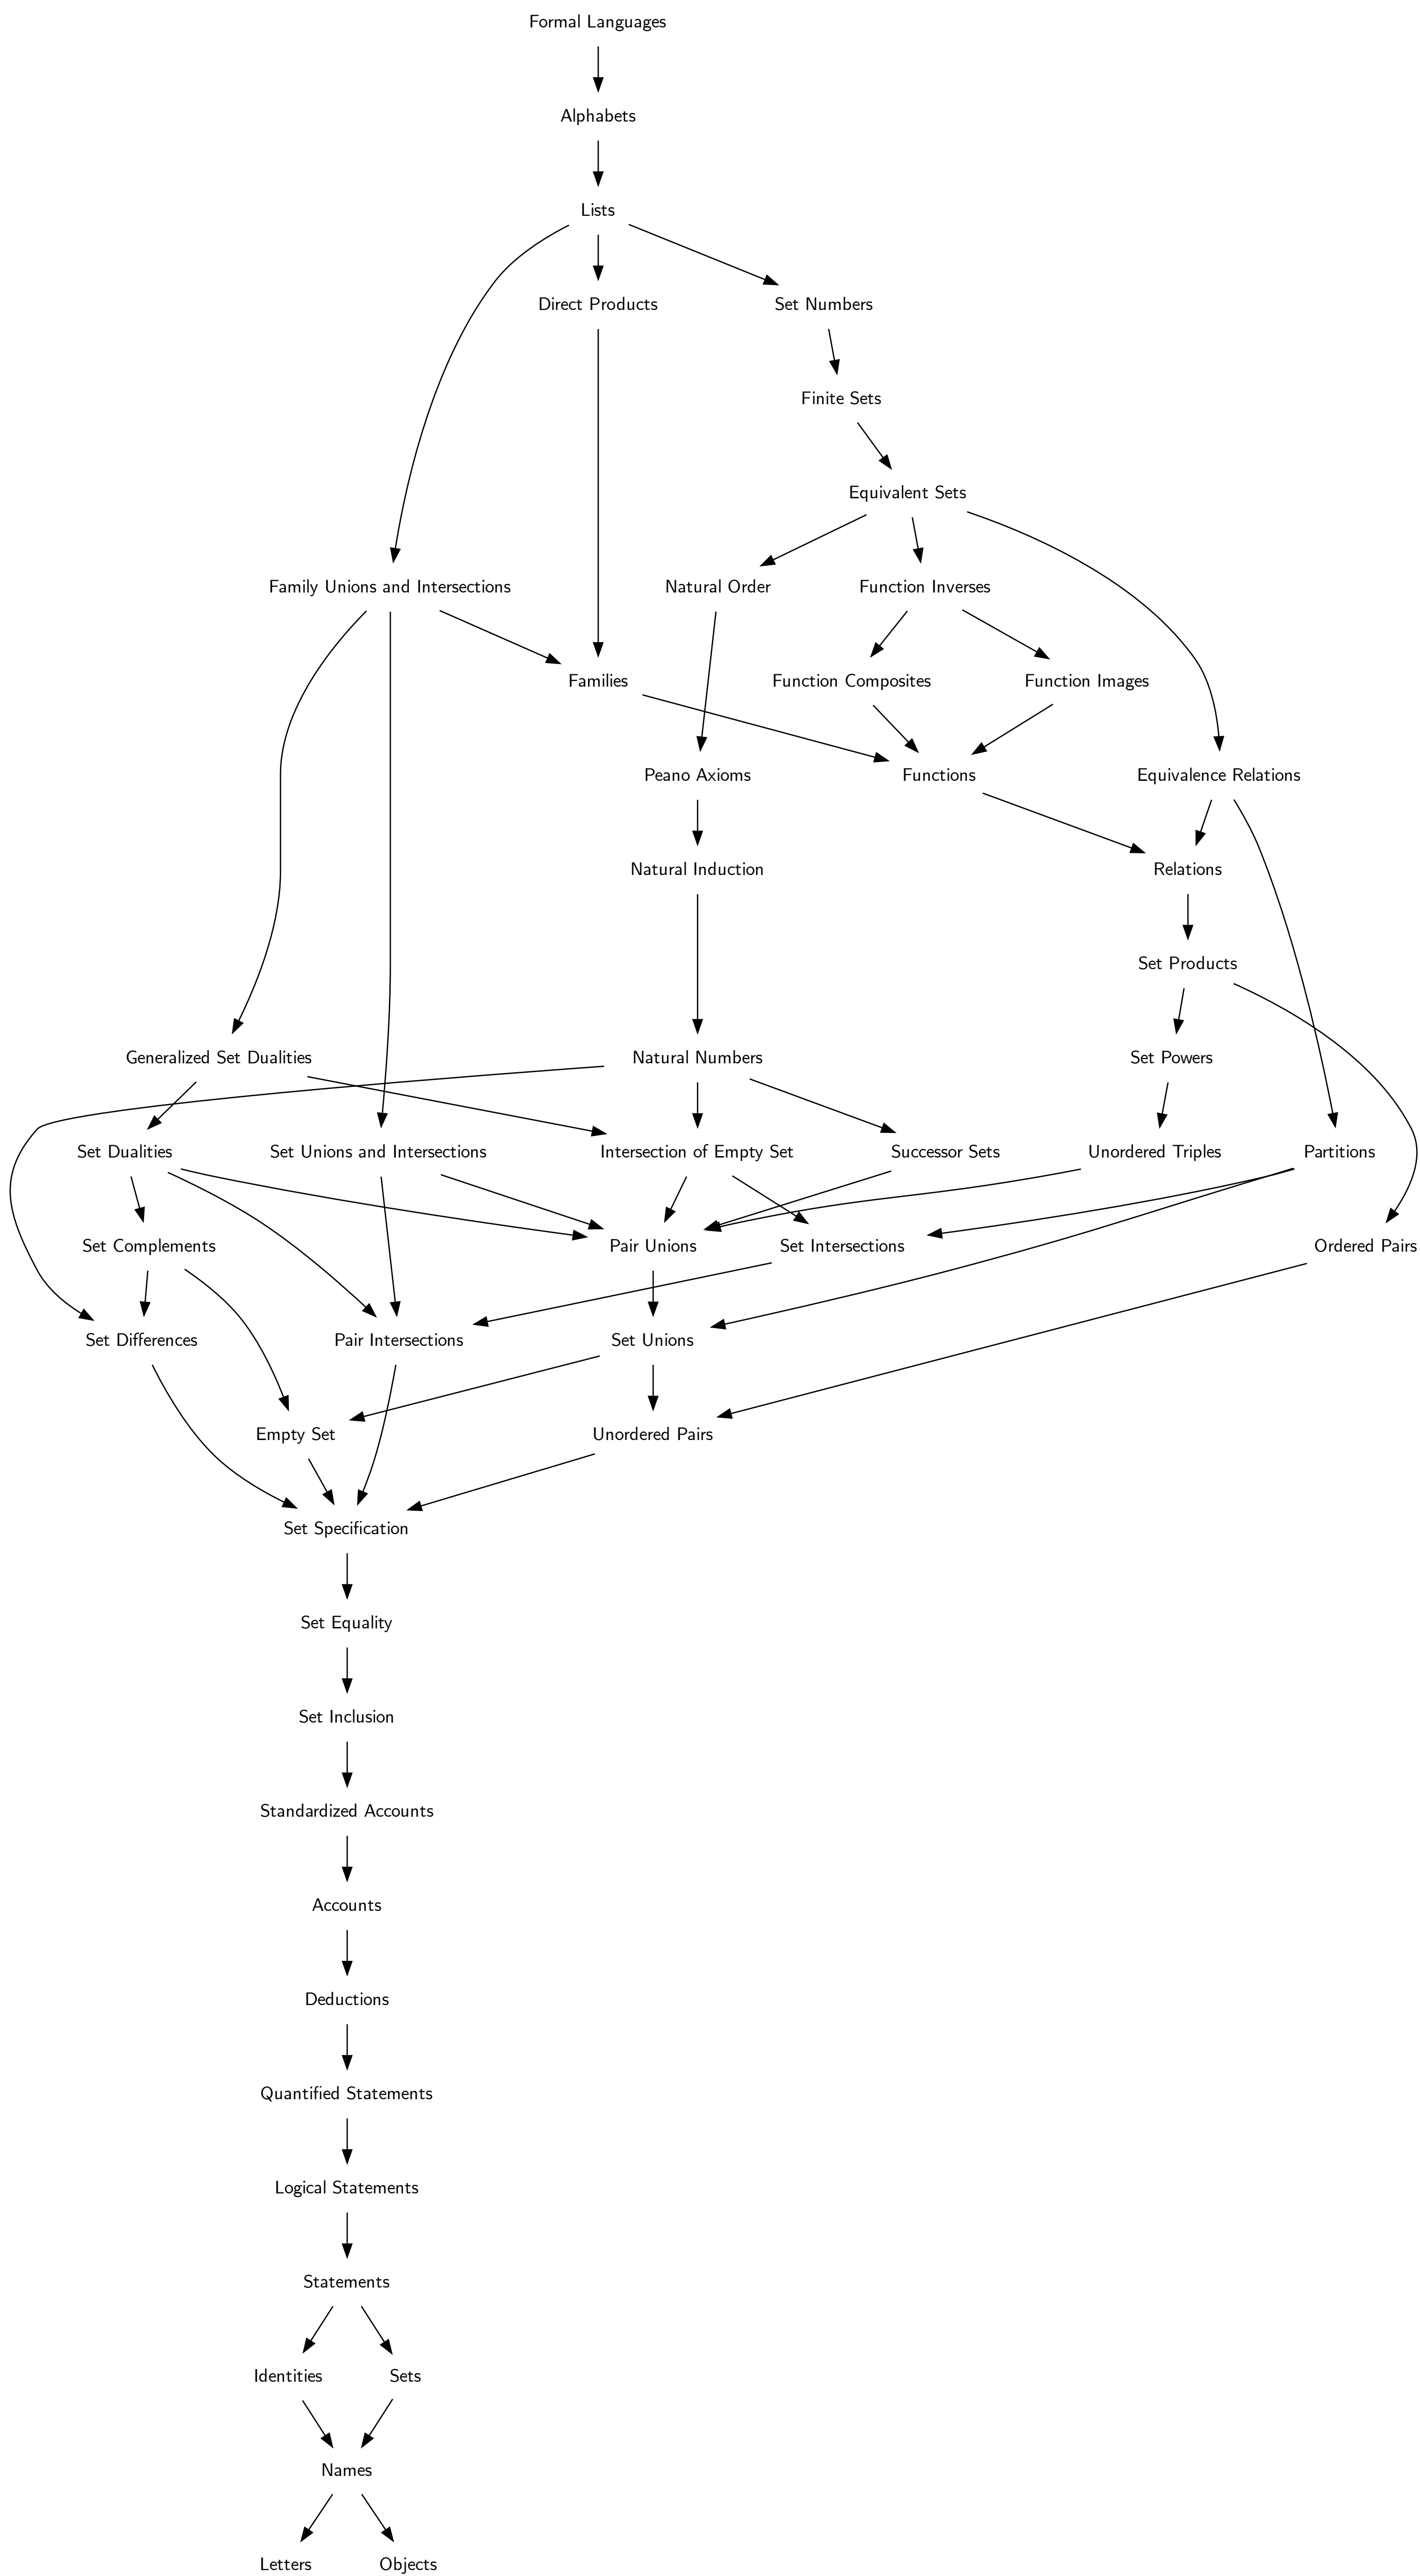 Formal Languages
Alphabets
Lists
Direct Products
Set Numbers
Finite Sets
Equivalent Sets
Family Unions and Intersections
Natural Order
Function Inverses
Families
Function Composites
Function Images
Peano Axioms
Functions
Equivalence Relations
Natural Induction
Relations
Set Products
Generalized Set Dualities
Natural Numbers
Set Powers
Set Dualities
Set Unions and Intersections
Intersection of Empty Set
Successor Sets
Unordered Triples
Partitions
Set Complements
Pair Unions
Set Intersections
Ordered Pairs
Set Differences
Pair Intersections
Set Unions
Empty Set
Unordered Pairs
Set Specification
Set Equality
Set Inclusion
Standardized Accounts
Accounts
Deductions
Quantified Statements
Logical Statements
Statements
Identities
Sets
Names
Letters
Objects